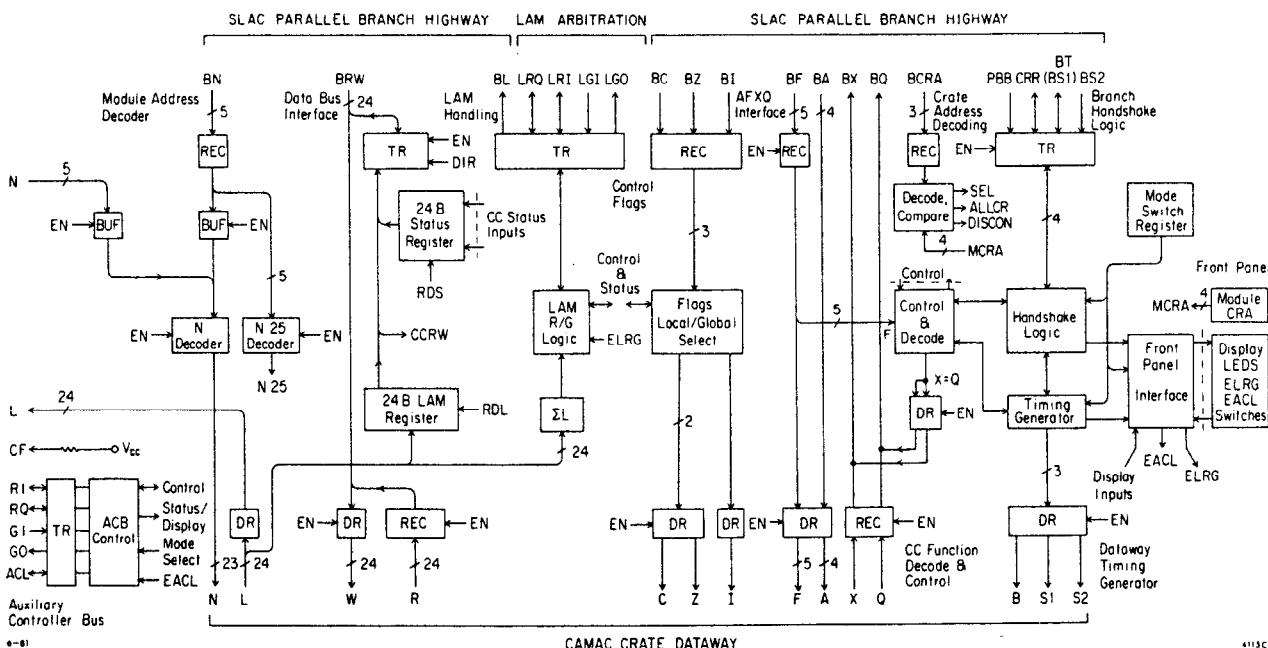 SLAC PARALLEL BRANCH HIGHWAY
LAM ARBITRATION
SLAC PARALLEL BRANCH HIGHWAY
BN
BRW
BL LRQ LRI LGI LGO
BC BZ BI
BF BA BX BQ
BCRA
BT
PBB CRR (BS1) BS2
Module Address
Decoder
5
Data Bus
Interface
24
LAM
Handling
AFXQ
Interface
5
4
3
Crate
Address
Decoding
Branch
Handshake
Logic
REC
TR
EN
DIR
TR
REC
EN
REC
REC
EN
TR
N
5
EN
BUF
BUF
EN
24 B
Status
Register
CC Status
Inputs
RDS
Control
Flags
3
Decode,
Compare
SEL
ALLCR
DISCON
4
MCRA
4
Mode
Switch
Register
5
Control
&
Status
Control
Front Panel
EN
N
Decoder
N 25
Decoder
EN
N 25
CCRW
LAM
R/G
Logic
ELRG
Flags
Local/Global
Select
5
F
Control
&
Decode
Handshake
Logic
MCRA
4
Module
CRA
Front
Panel
Interface
Display
LEDS
ELRG
EACL
Switches
L
24
24 B LAM
Register
RDL
ΣL
24
2
X=Q
DR
EN
Timing
Generator
CF
VCC
3
Display
Inputs
EACL
ELRG
RI
RQ
GI
GO
ACL
TR
ACB
Control
Control
Status/
Display
Mode
Select
EACL
DR
EN
DR
REC
EN
EN
DR
DR
EN
DR
REC
EN
DR
EN
23
24
24
24
5
4
CC Function
Decode &
Control
Dataway
Timing
Generator
N L W R C Z I F A X Q B S1 S2
Auxiliary
Controller Bus
CAMAC CRATE DATAWAY
6-81
4115C